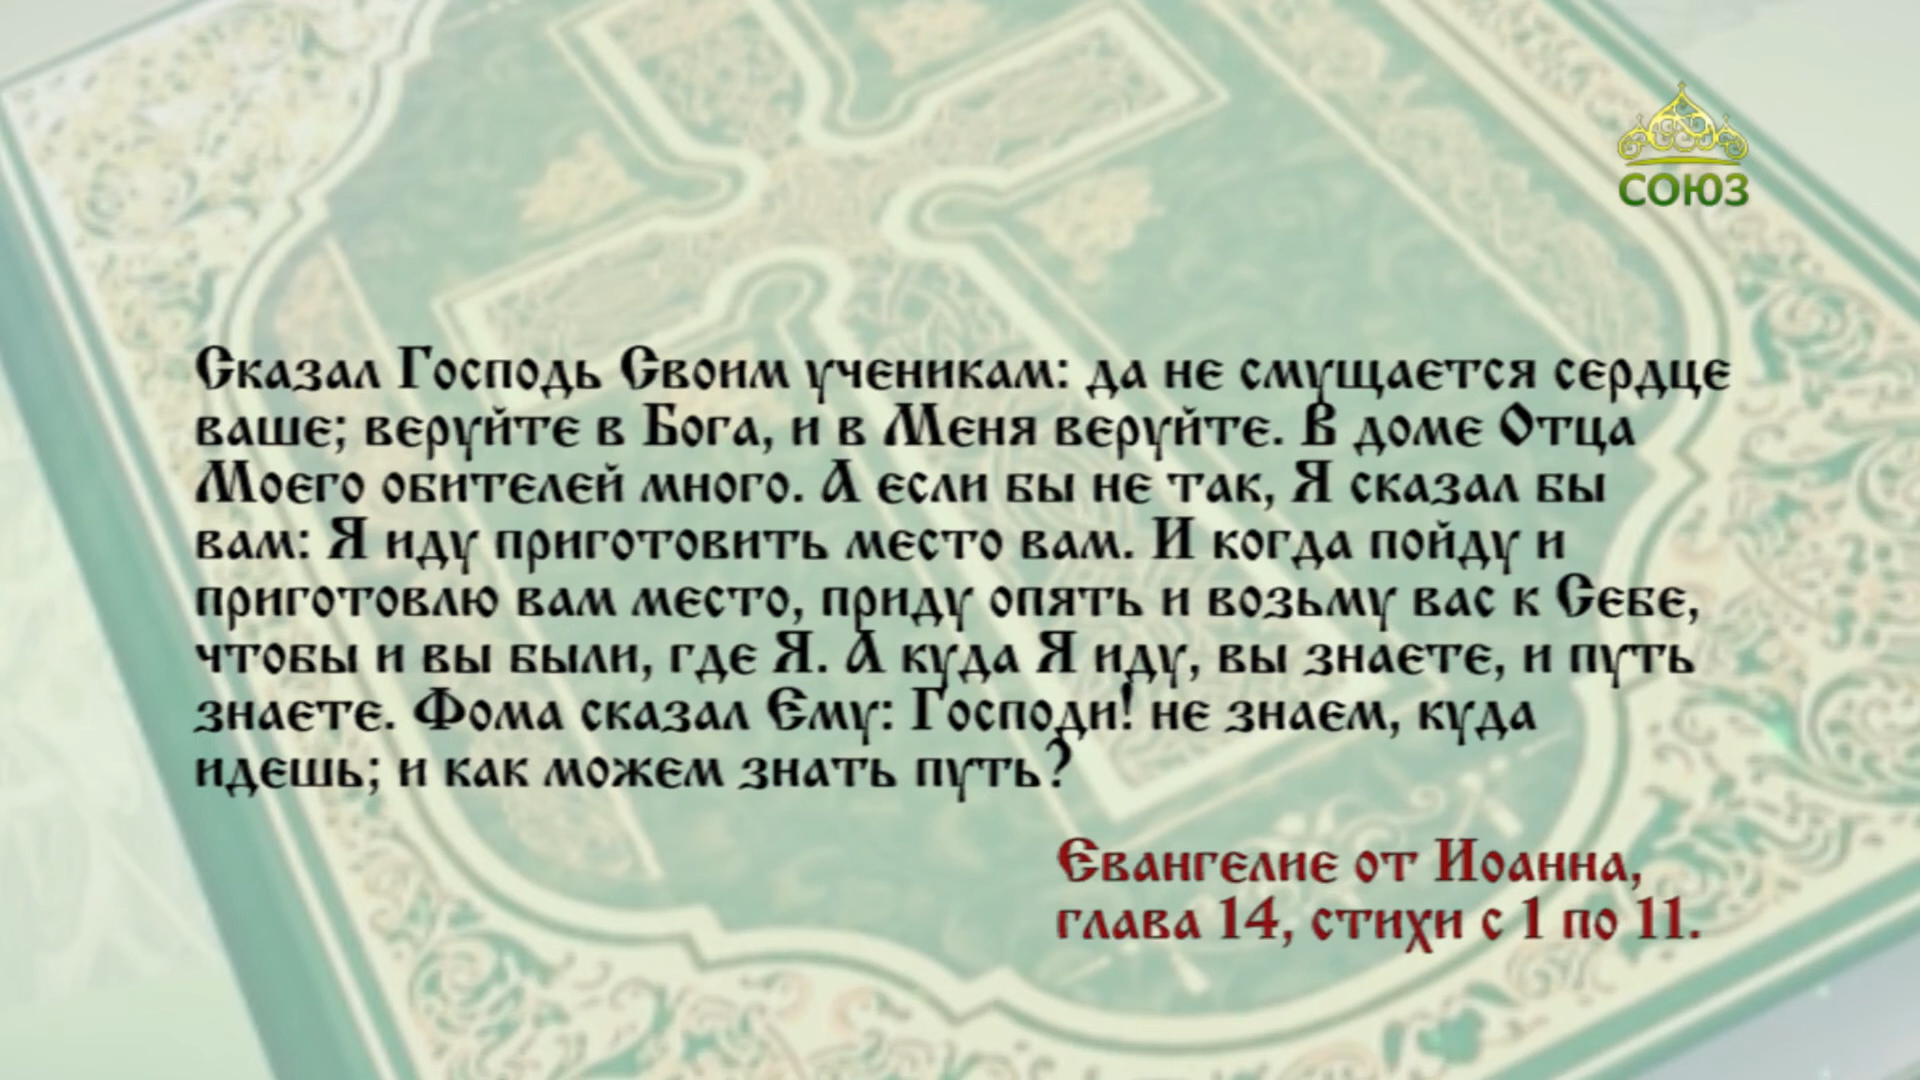 СОЮЗ
Сказал Господь Своим ученикам: да не смущается сердце
ваше; веруйте в Бога, и в Меня веруйте. В доме Отца
Моего обителей много. А если бы не так, Я сказал бы
вам: Я иду приготовить место вам. И когда пойду и
приготовлю вам место, приду опять и возьму вас к Себе,
чтобы и вы были, где Я. А куда Я иду, вы знаете, и путь
знаете. Фома сказал Ему: Господи! не знаем, куда
идешь; и как можем знать путь?
Евангелие от Иоанна,
глава 14, стихи с 1 по 11.